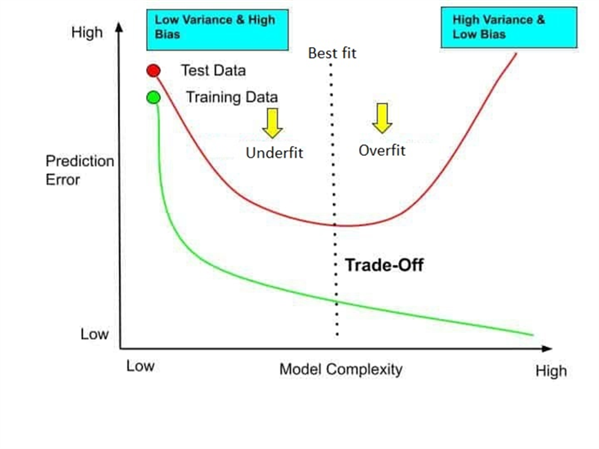 Low Variance & High
Bias
High Variance &
Low Bias
High
Best fit
Test Data
Training Data
Underfit
Overfit
Prediction
Error
Trade-Off
Low
Low
Model Complexity
High